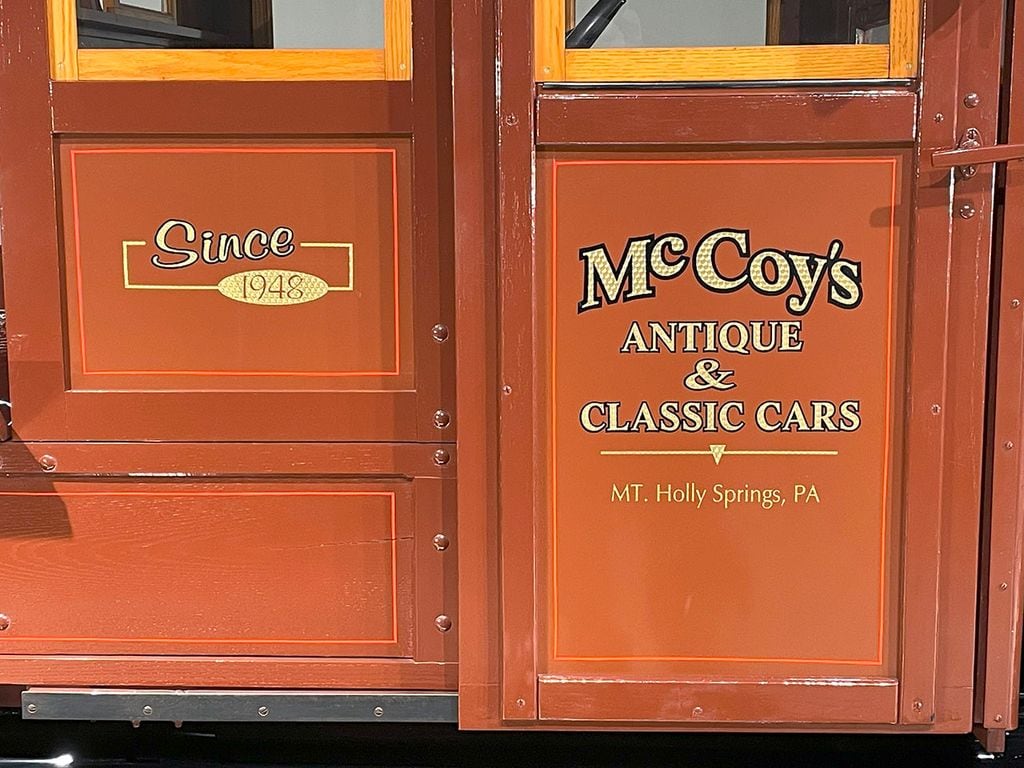 Since
1948
McCoy's
ANTIQUE
&
CLASSIC CARS
MT. Holly Springs, PA